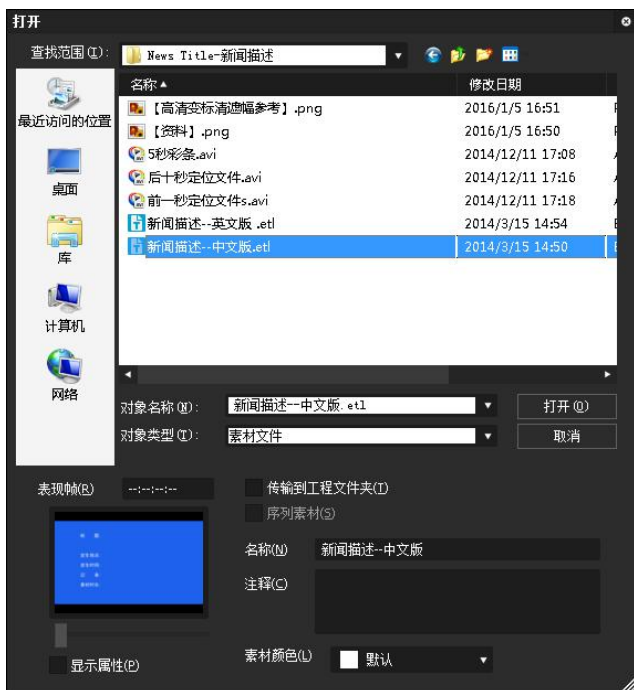 打开
查找范围(I):
News Title-新闻描述
名称
修改日期
【高清变标清遮幅参考】.png
2016/1/5 16:51
【资料】.png
2016/1/5 16:50
5秒彩条.avi
2014/12/11 17:08
后十秒定位文件.avi
2014/12/11 17:16
前一秒定位文件s.avi
2014/12/11 17:18
新闻描述--英文版 .etl
2014/3/15 14:54
新闻描述--中文版.etl
2014/3/15 14:50
最近访问的位置
桌面
库
计算机
网络
对象名称(N):
新闻描述--中文版.etl
打开(O)
对象类型(T):
素材文件
取消
表现帧(R)
--:--:--:--
传输到工程文件夹(I)
序列素材(S)
名称(N)
新闻描述--中文版
注释(C)
显示属性(P)
素材颜色(L)
默认